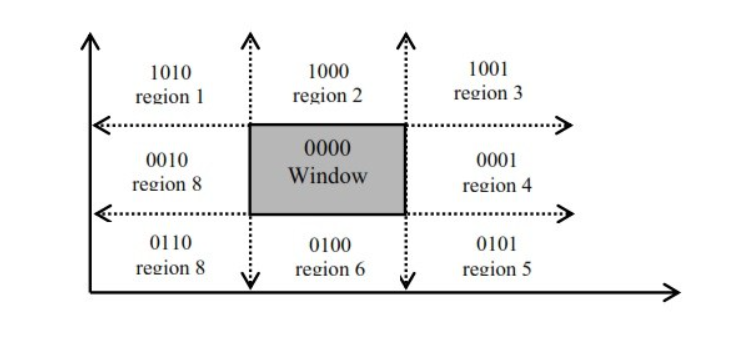 1010
region 1
1000
region 2
1001
region 3
0010
region 8
0000
Window
0001
region 4
0110
region 8
0100
region 6
0101
region 5